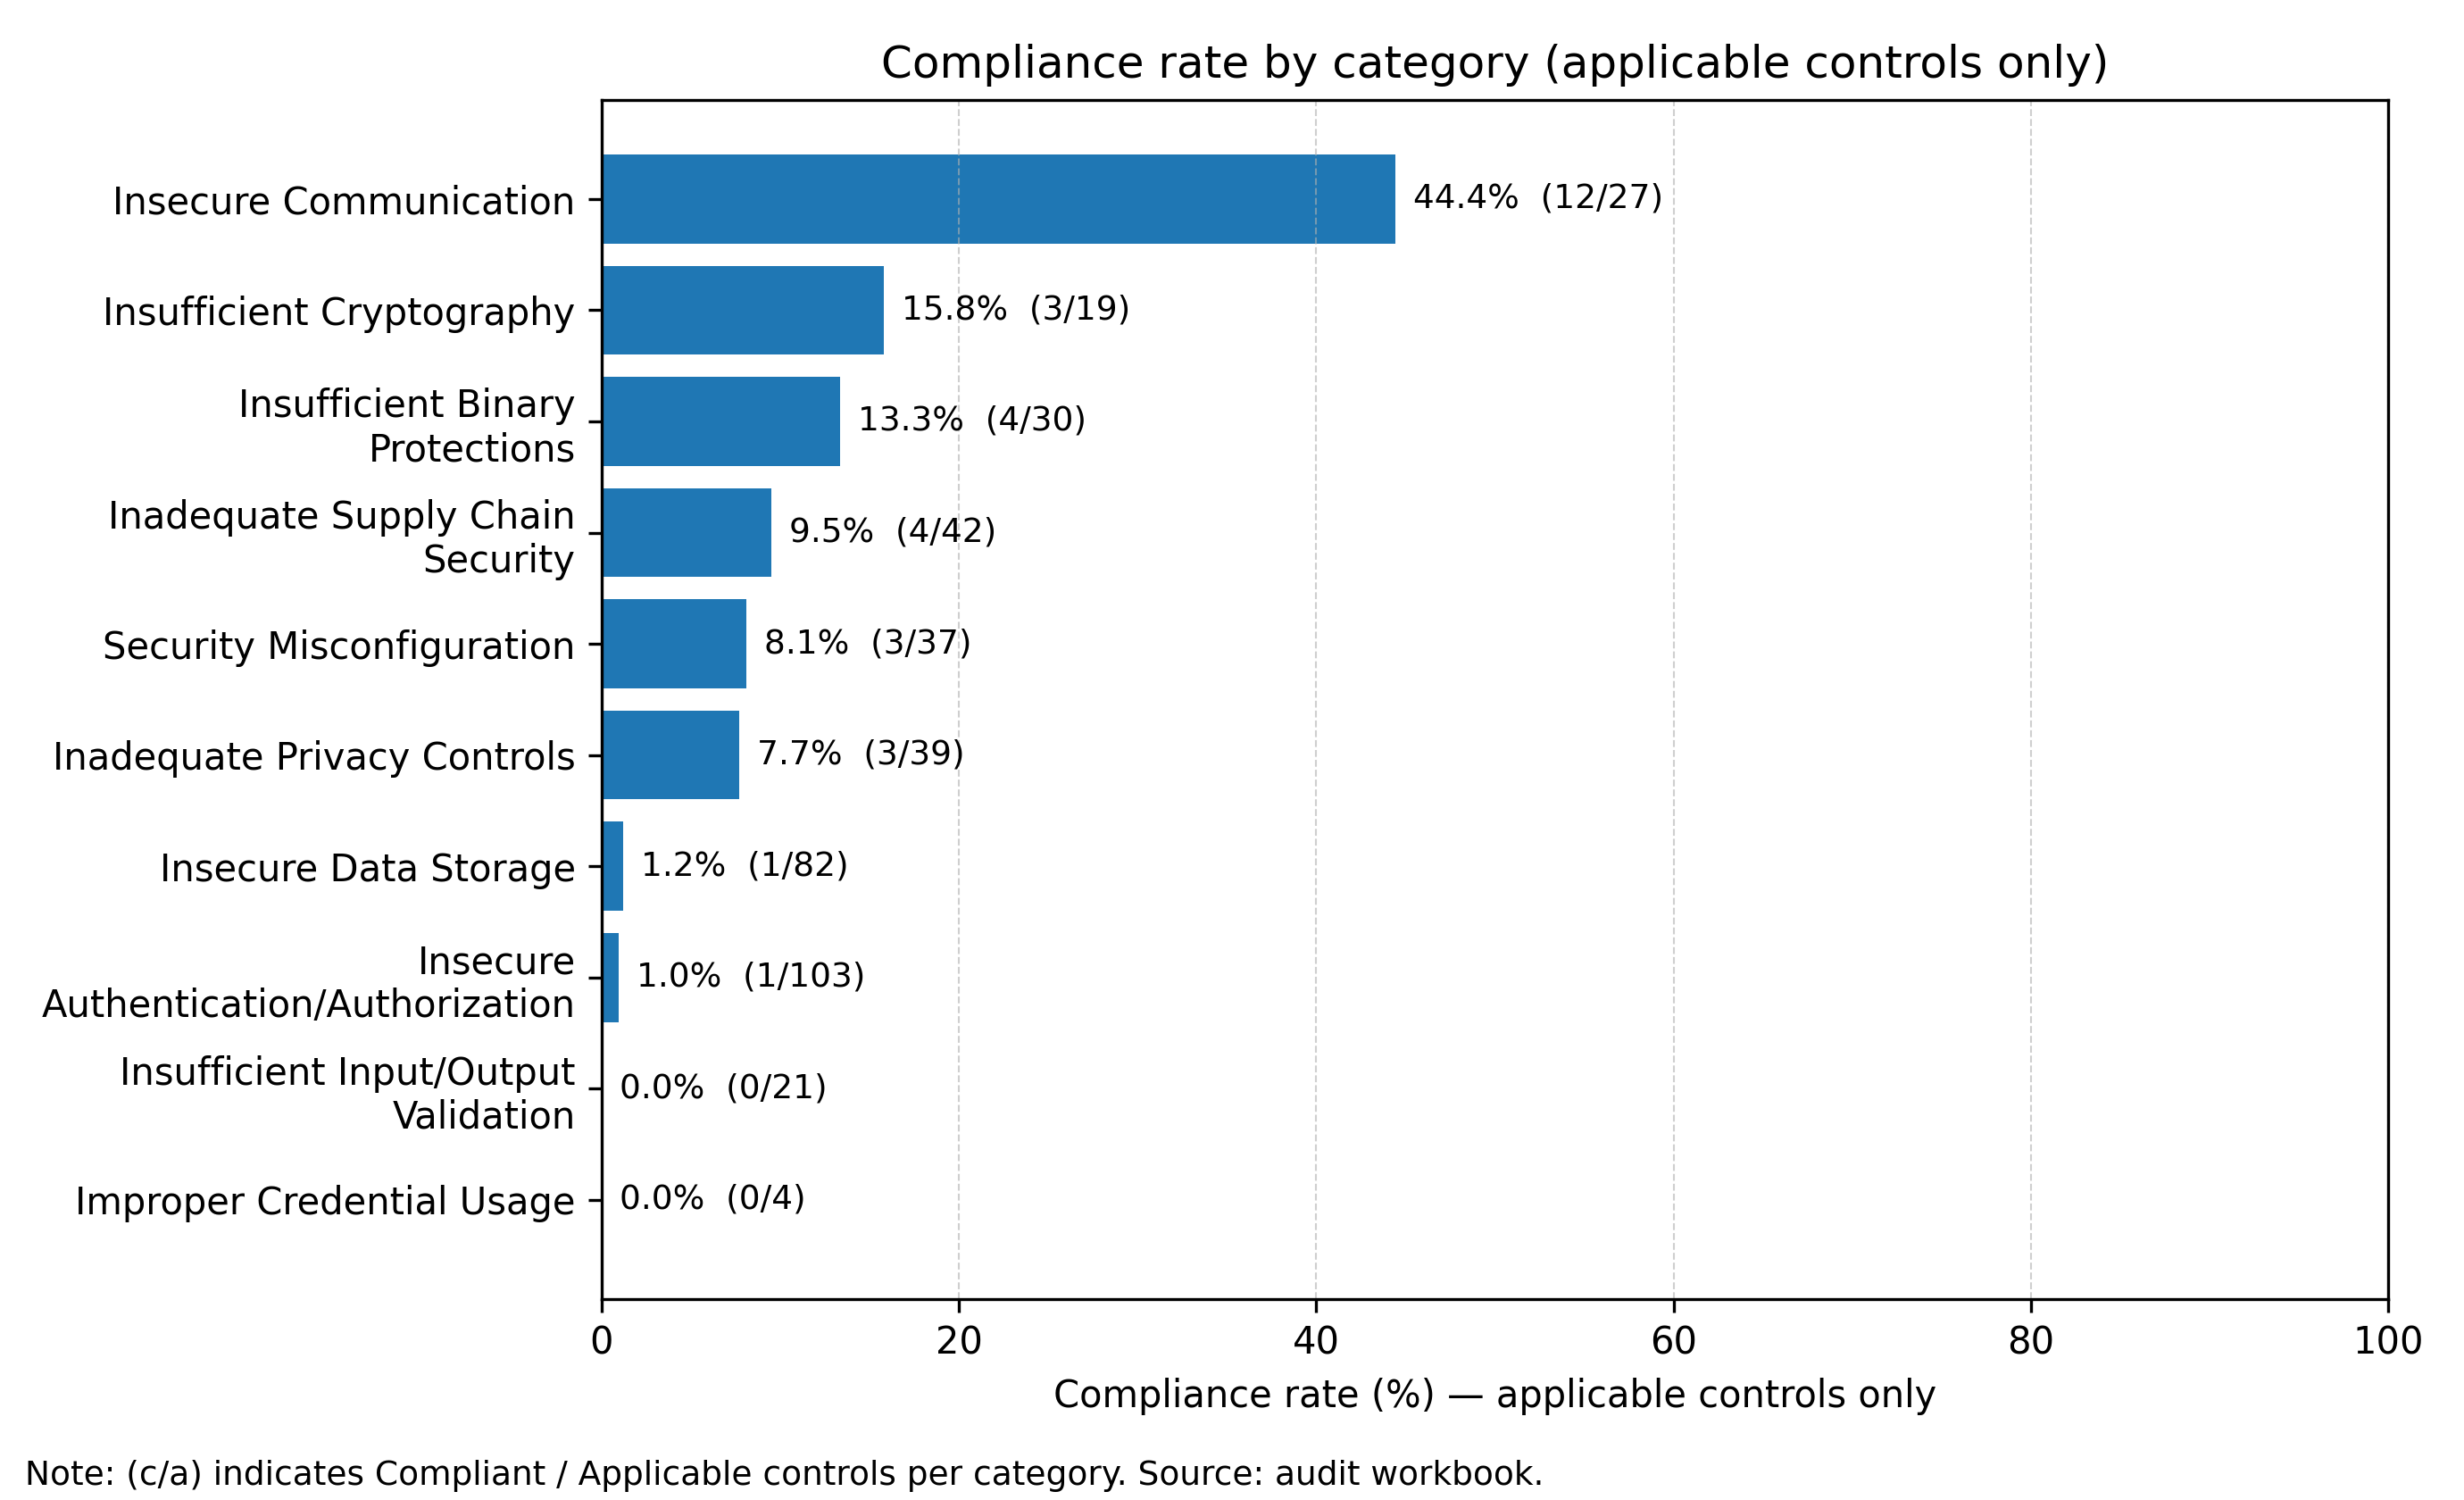 Compliance rate by category (applicable controls only)
Insecure Communication
44.4%  (12/27)
Insufficient Cryptography
15.8%  (3/19)
Insufficient Binary
Protections
13.3%  (4/30)
Inadequate Supply Chain
Security
9.5%  (4/42)
Security Misconfiguration
8.1%  (3/37)
Inadequate Privacy Controls
7.7%  (3/39)
Insecure Data Storage
1.2%  (1/82)
Insecure
Authentication/Authorization
1.0%  (1/103)
Insufficient Input/Output
Validation
0.0%  (0/21)
Improper Credential Usage
0.0%  (0/4)
0 20 40 60 80 100
Compliance rate (%) — applicable controls only
Note: (c/a) indicates Compliant / Applicable controls per category. Source: audit workbook.